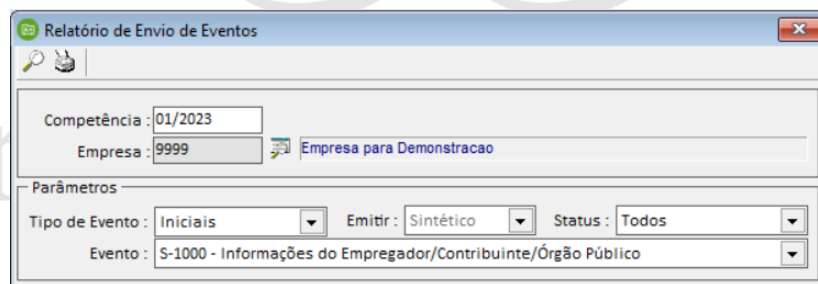 Relatório de Envio de Eventos
Competência : 01/2023
Empresa : 9999 Empresa para Demonstracao
Parâmetros
Tipo de Evento : Iniciais Emitir : Sintético Status : Todos
Evento : S-1000 - Informações do Empregador/Contribuinte/Órgão Público